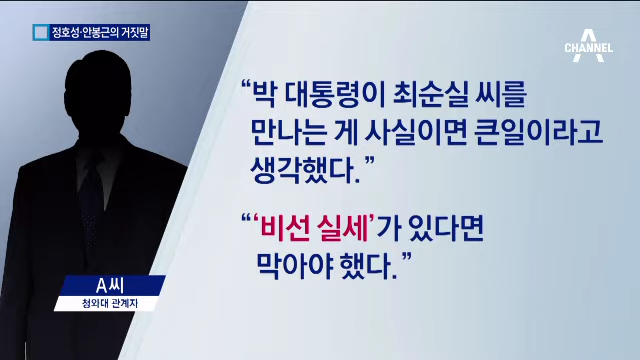 정호성·안봉근의 거짓말
CHANNEL A
“박 대통령이 최순실 씨를
만나는 게 사실이면 큰일이라고
생각했다.”
“‘비선 실세’가 있다면
막아야 했다.”
A씨
청와대 관계자